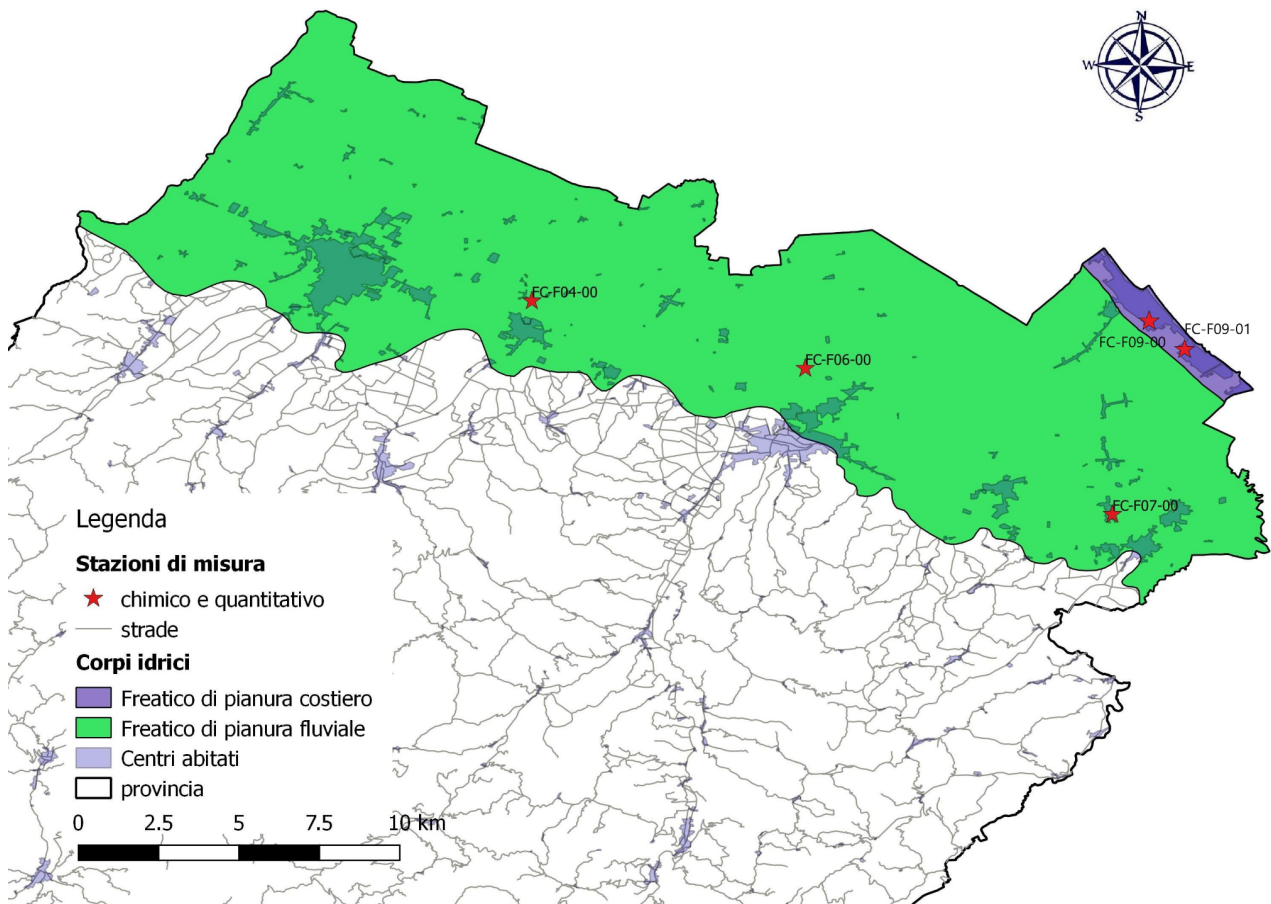 N
W
E
S
FC-F04-00
FC-F09-01
FC-F09-00
FC-F06-00
FC-F07-00
Legenda
Stazioni di misura
chimico e quantitativo
strade
Corpi idrici
Freatico di pianura costiero
Freatico di pianura fluviale
Centri abitati
provincia
0 2.5 5 7.5 10 km